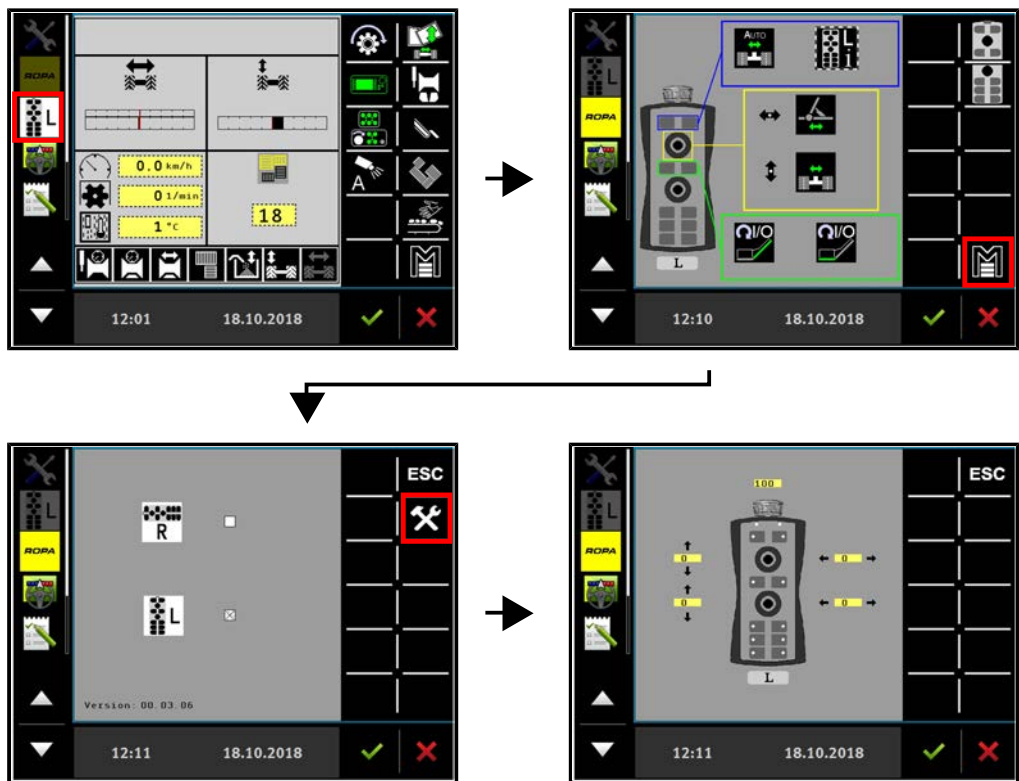 ROPA
L
0.0 km/h
0 1/min
1 °C
18
A
M
12:01 18.10.2018
L
AUTO
L
i
ROPA
I/O I/O
L
M
12:10 18.10.2018
L
ESC
R
ROPA
L
Version: 00.03.06
12:11 18.10.2018
L
ESC
100
ROPA
0 0
0 0
L
12:11 18.10.2018